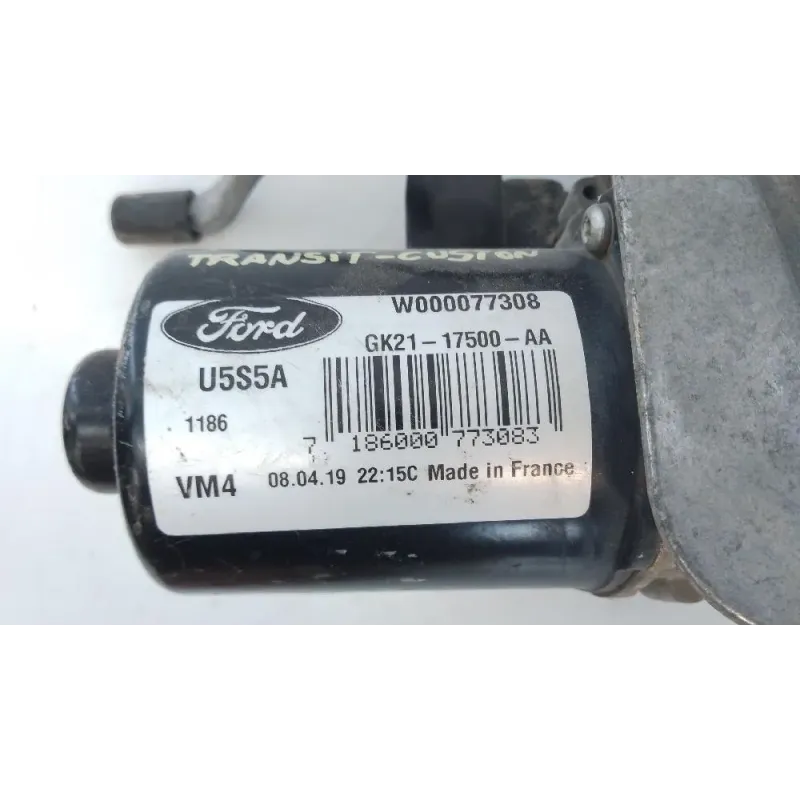 TRANSIT-CUSTON
Ford
W000077308
GK21-17500-AA
U5S5A
1186
7 186000 773083
VM4
08.04.19 22:15C Made in France